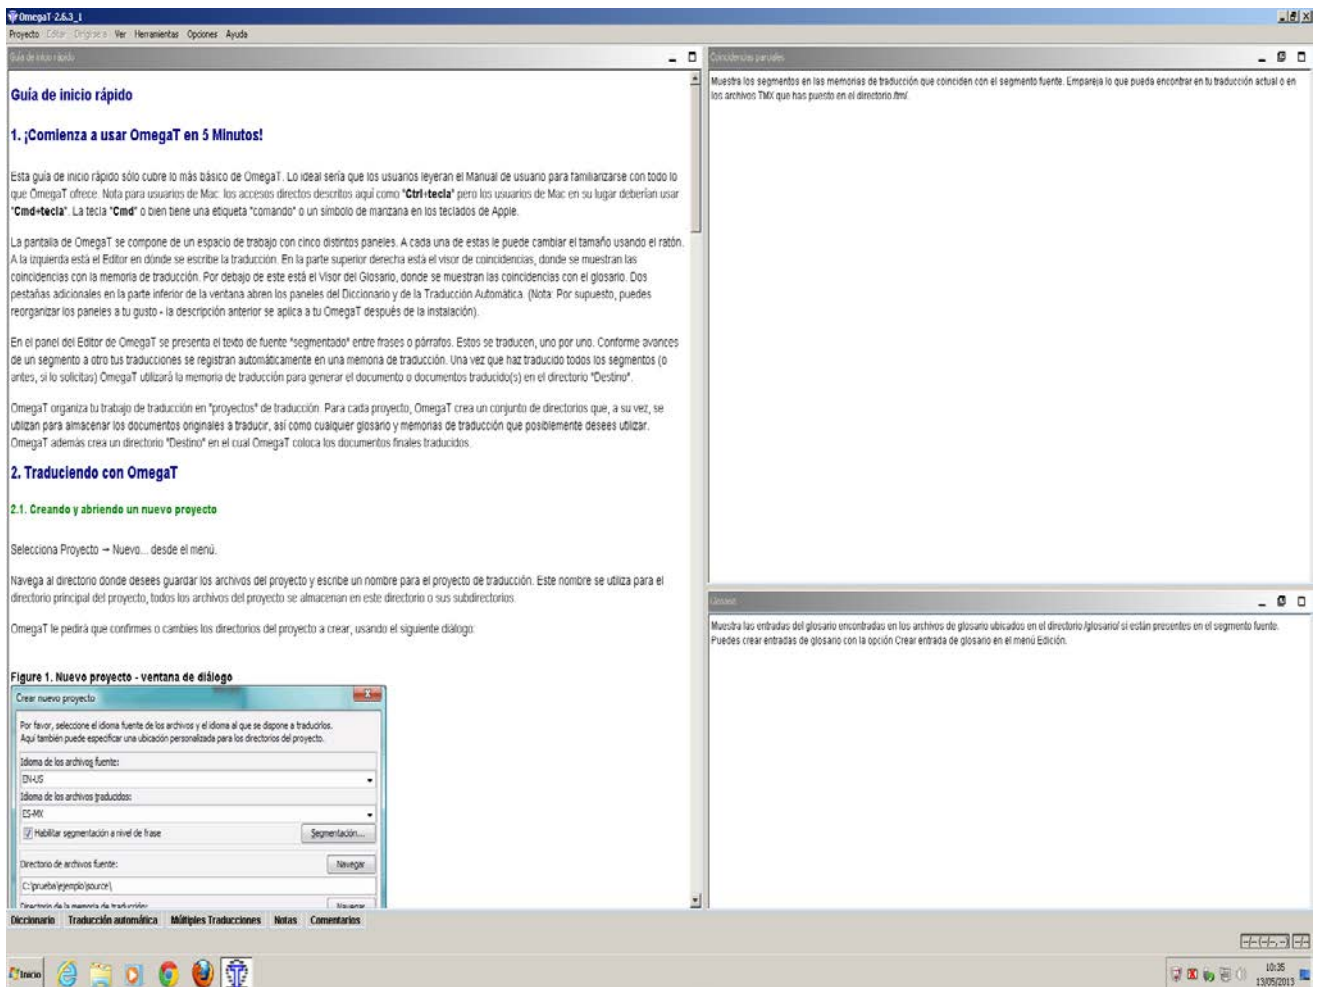 OmegaT-2.6.3_1
Proyecto Editar Dirigirse a Ver Herramientas Opciones Ayuda
Guía de inicio rápido
Guía de inicio rápido
1. ¡Comienza a usar OmegaT en 5 Minutos!
Esta guía de inicio rápido sólo cubre lo más básico de OmegaT. Lo ideal sería que los usuarios leyeran el Manual de usuario para familiarizarse con todo lo
que OmegaT ofrece. Nota para usuarios de Mac: los accesos directos descritos aquí como "Ctrl+tecla" pero los usuarios de Mac en su lugar deberían usar
"Cmd+tecla". La tecla "Cmd" o bien tiene una etiqueta "comando" o un símbolo de manzana en los teclados de Apple.
La pantalla de OmegaT se compone de un espacio de trabajo con cinco distintos paneles. A cada una de estas le puede cambiar el tamaño usando el ratón.
A la izquierda está el Editor en dónde se escribe la traducción. En la parte superior derecha está el visor de coincidencias, donde se muestran las
coincidencias con la memoria de traducción. Por debajo de este está el Visor del Glosario, donde se muestran las coincidencias con el glosario. Dos
pestañas adicionales en la parte inferior de la ventana abren los paneles del Diccionario y de la Traducción Automática. (Nota: Por supuesto, puedes
reorganizar los paneles a tu gusto - la descripción anterior se aplica a tu OmegaT después de la instalación).
En el panel del Editor de OmegaT se presenta el texto de fuente "segmentado" entre frases o párrafos. Estos se traducen, uno por uno. Conforme avances
de un segmento a otro tus traducciones se registran automáticamente en una memoria de traducción. Una vez que haz traducido todos los segmentos (o
antes, si lo solicitas) OmegaT utilizará la memoria de traducción para generar el documento o documentos traducido(s) en el directorio "Destino".
OmegaT organiza tu trabajo de traducción en "proyectos" de traducción. Para cada proyecto, OmegaT crea un conjunto de directorios que, a su vez, se
utilizan para almacenar los documentos originales a traducir, así como cualquier glosario y memorias de traducción que posiblemente desees utilizar.
OmegaT además crea un directorio "Destino" en el cual OmegaT coloca los documentos finales traducidos.
2. Traduciendo con OmegaT
2.1. Creando y abriendo un nuevo proyecto
Selecciona Proyecto → Nuevo... desde el menú.
Navega al directorio donde desees guardar los archivos del proyecto y escribe un nombre para el proyecto de traducción. Este nombre se utiliza para el
directorio principal del proyecto, todos los archivos del proyecto se almacenan en este directorio o sus subdirectorios.
OmegaT le pedirá que confirmes o cambies los directorios del proyecto a crear, usando el siguiente diálogo:
Figure 1. Nuevo proyecto - ventana de diálogo
Crear nuevo proyecto
Por favor, seleccione el idioma fuente de los archivos y el idioma al que se dispone a traducirlos.
Aquí también puede especificar una ubicación personalizada para los directorios del proyecto.
Idioma de los archivos fuente:
EN-US
Idioma de los archivos traducidos:
ES-MX
Habilitar segmentación a nivel de frase Segmentación...
Directorio de archivos fuente: Navegar
C:\prueba\ejemplo\source\
Directorio de la memoria de traducción: Navegar
Coincidencias parciales
Muestra los segmentos en las memorias de traducción que coinciden con el segmento fuente. Empareja lo que pueda encontrar en tu traducción actual o en
los archivos TMX que has puesto en el directorio /tm/.
Glosario
Muestra las entradas del glosario encontradas en los archivos de glosario ubicados en el directorio /glosario/ si están presentes en el segmento fuente.
Puedes crear entradas de glosario con la opción Crear entrada de glosario en el menú Edición.
Diccionario Traducción automática Múltiples Traducciones Notas Comentarios
--/-- (--/--, --) --/--
Inicio
10:35
13/05/2013